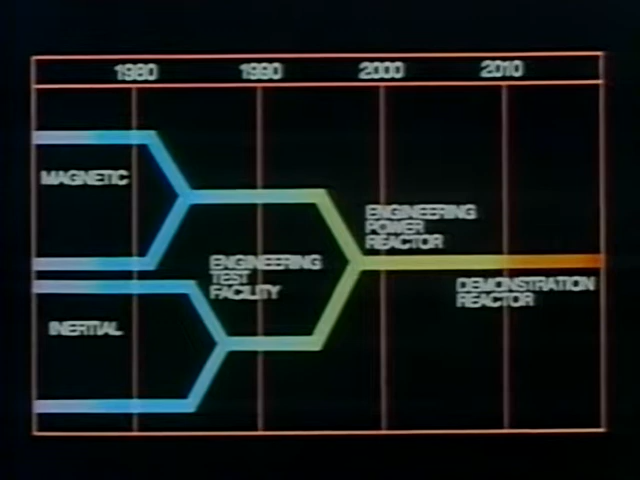 1980 1990 2000 2010
MAGNETIC
ENGINEERING
POWER
REACTOR
ENGINEERING
TEST
FACILITY
DEMONSTRATION
REACTOR
INERTIAL